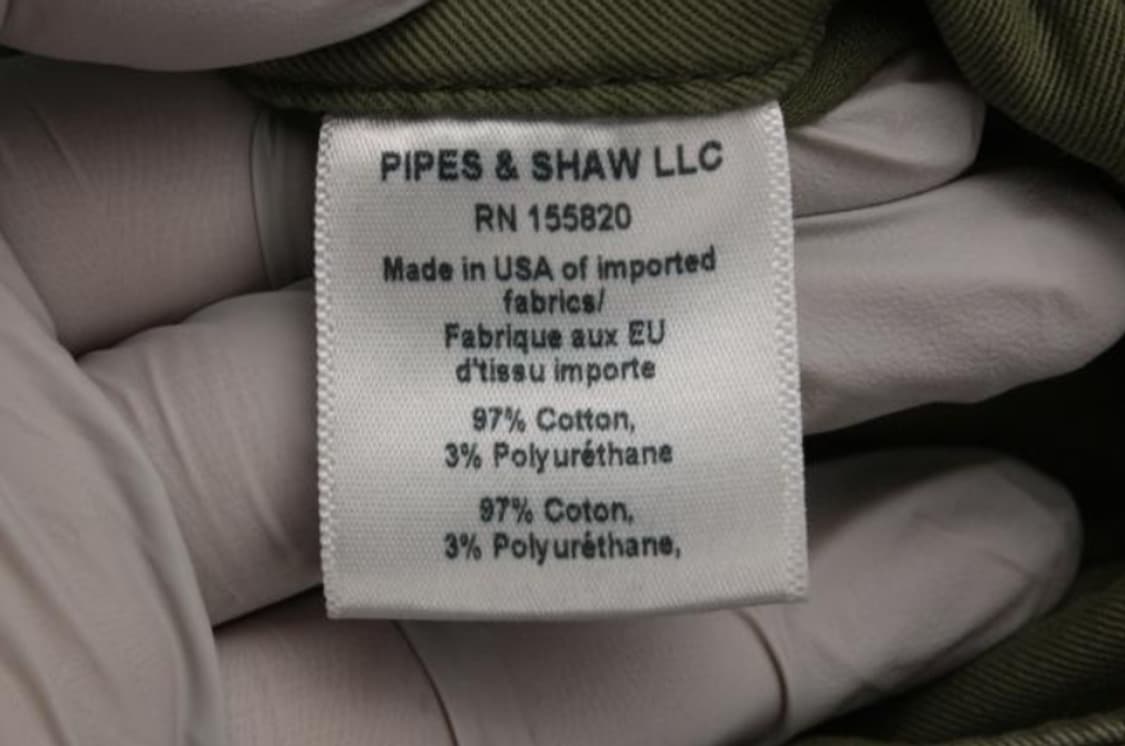 PIPES & SHAW LLC
RN 155820
Made in USA of imported
fabrics/
Fabrique aux EU
d'tissu importe
97% Cotton,
3% Polyuréthane
97% Coton,
3% Polyuréthane,